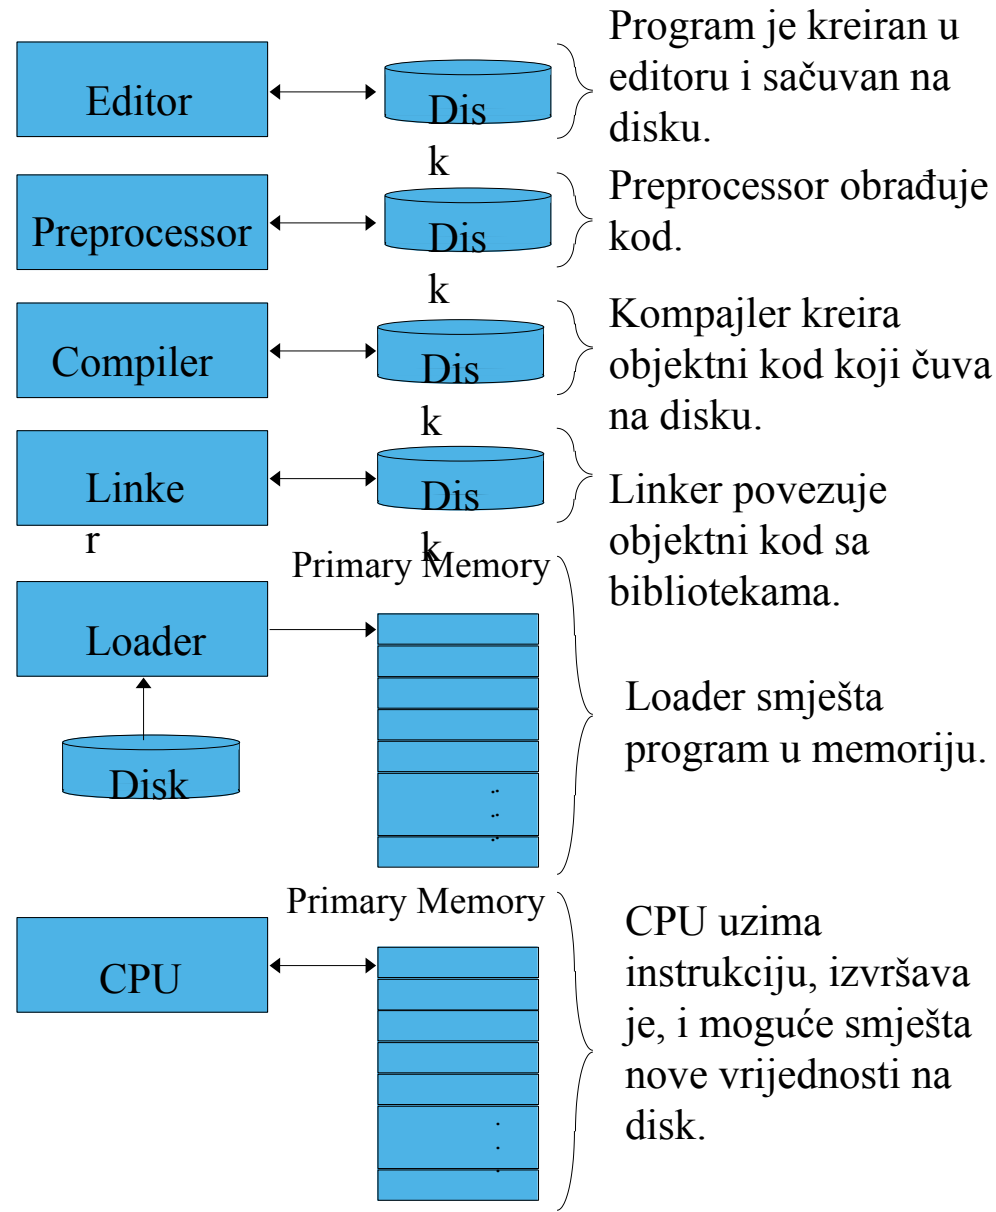 Editor
Dis
k
Program je kreiran u
editoru i sačuvan na
disku.
Preprocessor
Dis
k
Preprocessor obrađuje
kod.
Compiler
Dis
k
Kompajler kreira
objektni kod koji čuva
na disku.
Linke
r
Dis
k
Linker povezuje
objektni kod sa
bibliotekama.
Primary Memory
Loader
Disk
Loader smješta
program u memoriju.
Primary Memory
CPU
CPU uzima
instrukciju, izvršava
je, i moguće smješta
nove vrijednosti na
disk.